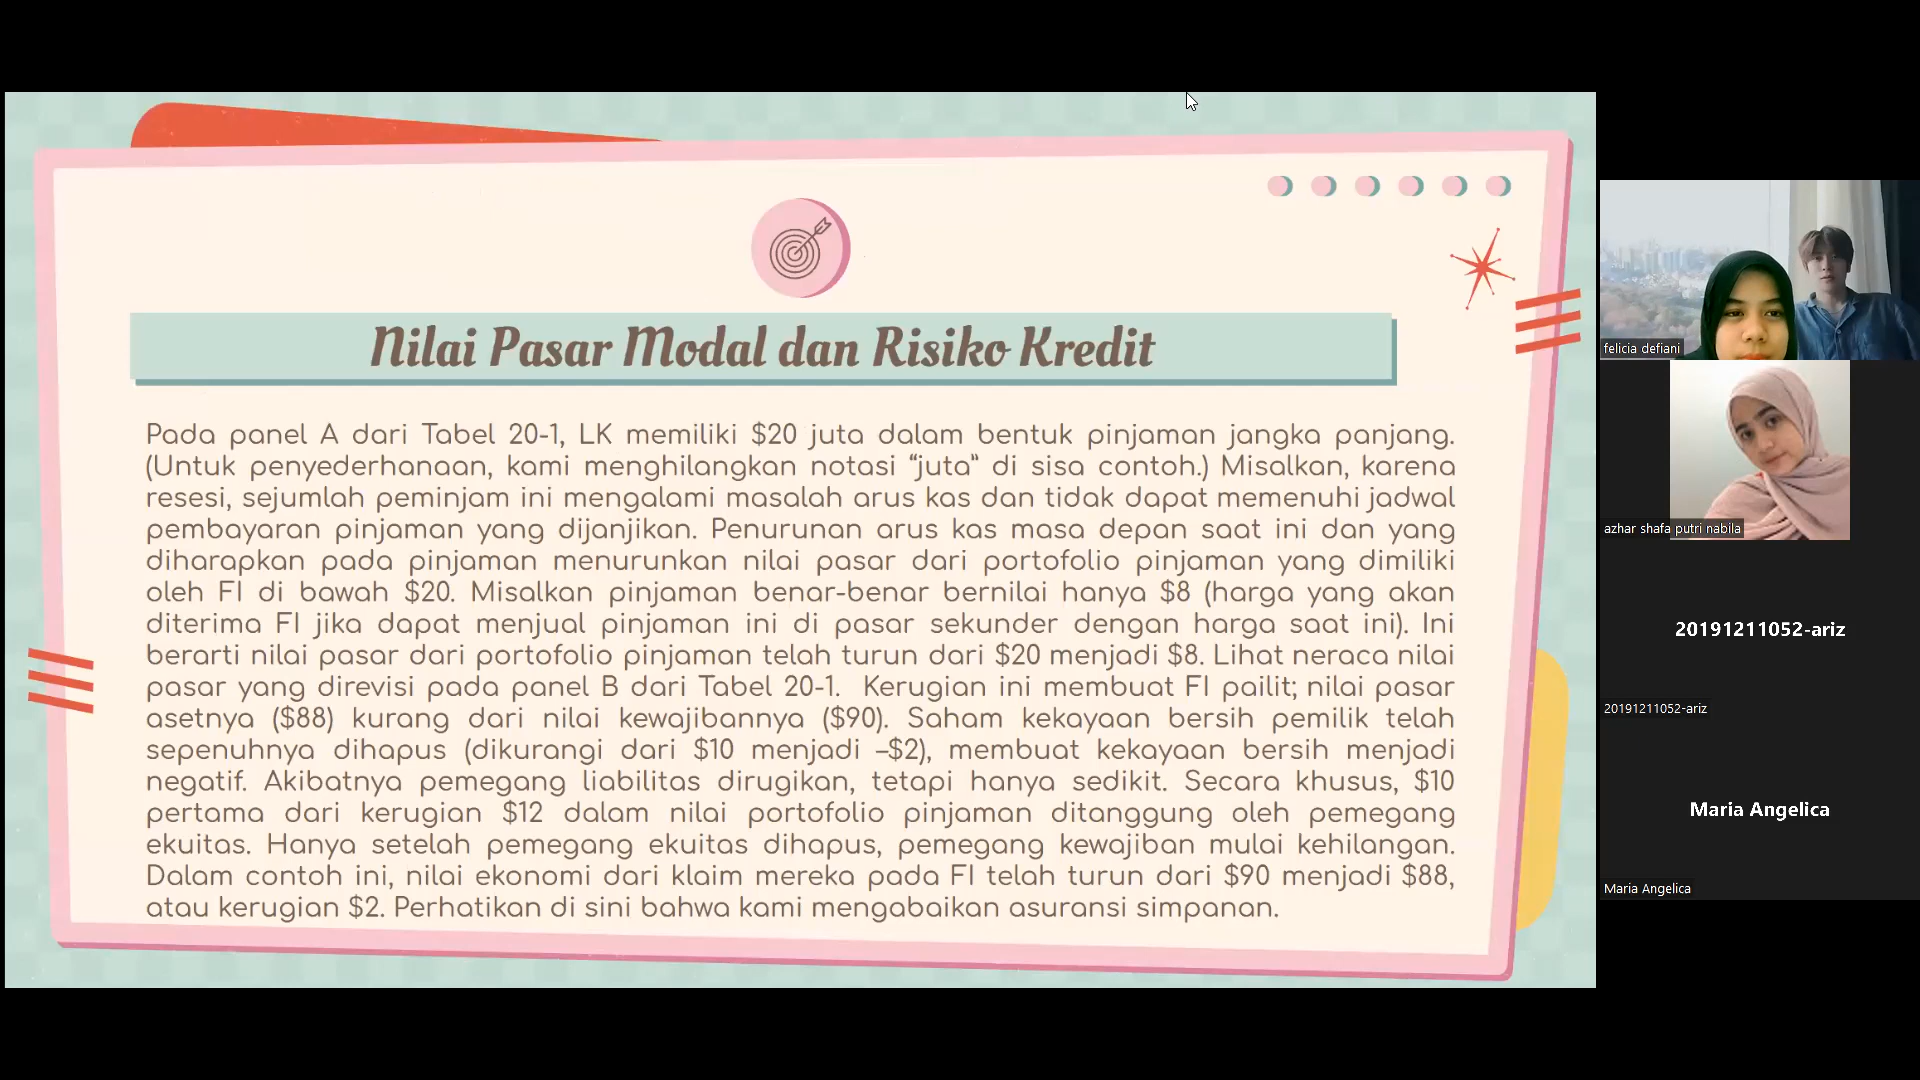 Nilai Pasar Modal dan Risiko Kredit
Pada panel A dari Tabel 20-1, LK memiliki $20 juta dalam bentuk pinjaman jangka panjang.
(Untuk penyederhanaan, kami menghilangkan notasi “juta” di sisa contoh.) Misalkan, karena
resesi, sejumlah peminjam ini mengalami masalah arus kas dan tidak dapat memenuhi jadwal
pembayaran pinjaman yang dijanjikan. Penurunan arus kas masa depan saat ini dan yang
diharapkan pada pinjaman menurunkan nilai pasar dari portofolio pinjaman yang dimiliki
oleh FI di bawah $20. Misalkan pinjaman benar-benar bernilai hanya $8 (harga yang akan
diterima FI jika dapat menjual pinjaman ini di pasar sekunder dengan harga saat ini). Ini
berarti nilai pasar dari portofolio pinjaman telah turun dari $20 menjadi $8. Lihat neraca nilai
pasar yang direvisi pada panel B dari Tabel 20-1. Kerugian ini membuat FI pailit; nilai pasar
asetnya ($88) kurang dari nilai kewajibannya ($90). Saham kekayaan bersih pemilik telah
sepenuhnya dihapus (dikurangi dari $10 menjadi –$2), membuat kekayaan bersih menjadi
negatif. Akibatnya pemegang liabilitas dirugikan, tetapi hanya sedikit. Secara khusus, $10
pertama dari kerugian $12 dalam nilai portofolio pinjaman ditanggung oleh pemegang
ekuitas. Hanya setelah pemegang ekuitas dihapus, pemegang kewajiban mulai kehilangan.
Dalam contoh ini, nilai ekonomi dari klaim mereka pada FI telah turun dari $90 menjadi $88,
atau kerugian $2. Perhatikan di sini bahwa kami mengabaikan asuransi simpanan.
felicia defiani
azhar shafa putri nabila
20191211052-ariz
20191211052-ariz
Maria Angelica
Maria Angelica